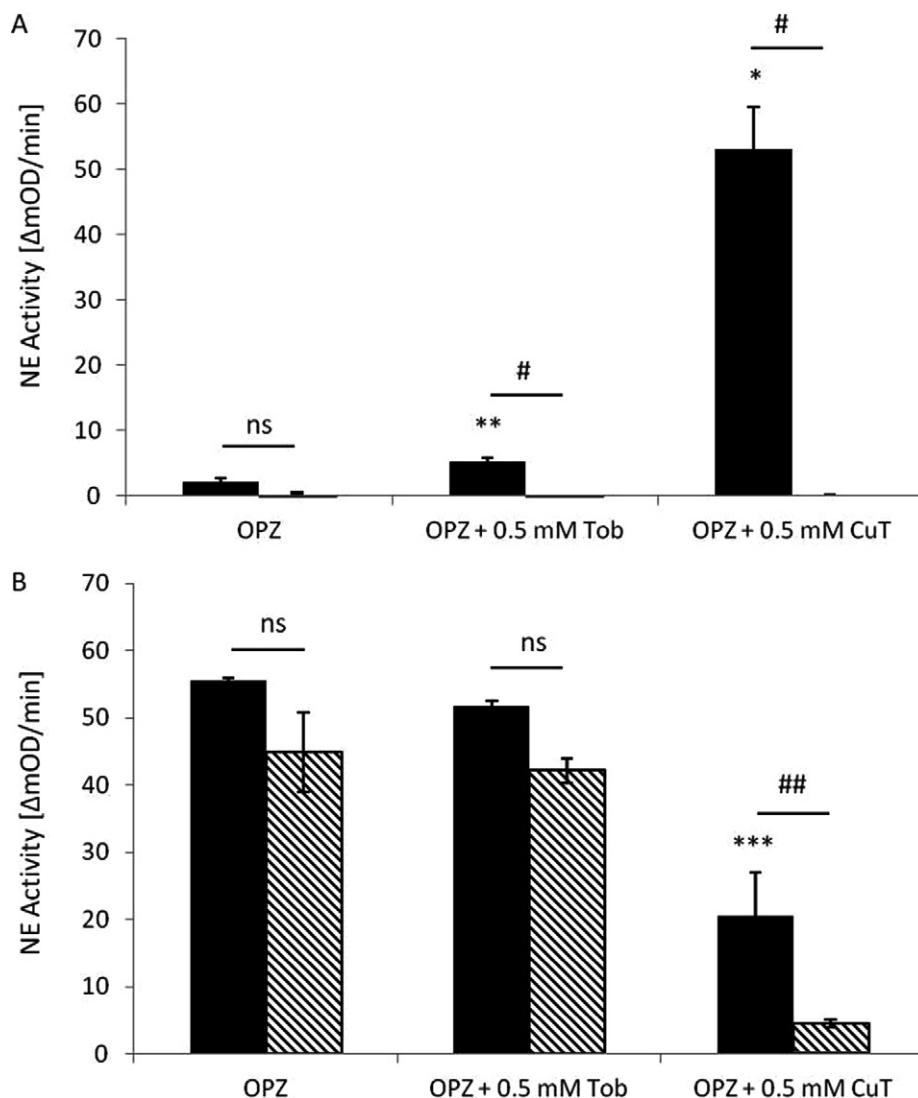 A
NE Activity [ΔmOD/min]
70
60
50
40
30
20
10
0
ns
#
**
#
*
OPZ
OPZ + 0.5 mM Tob
OPZ + 0.5 mM CuT
B
NE Activity [ΔmOD/min]
70
60
50
40
30
20
10
0
ns
ns
##
***
OPZ
OPZ + 0.5 mM Tob
OPZ + 0.5 mM CuT